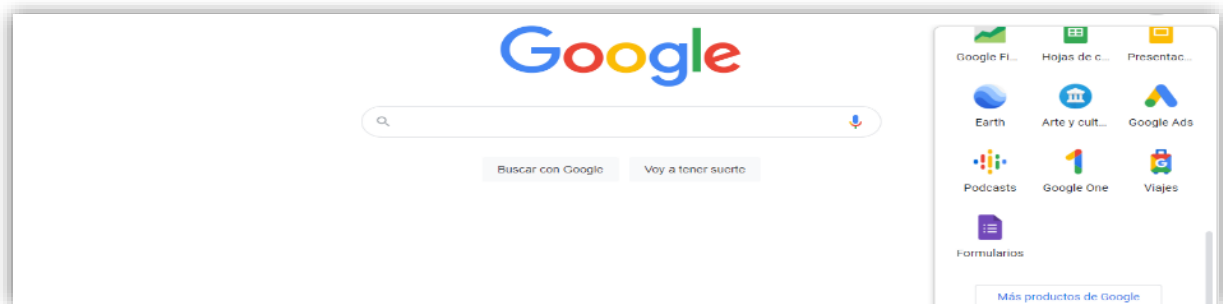 Google
Google Fi...
Hojas de c...
Presentac...
Earth
Arte y cult...
Google Ads
Buscar con Google
Voy a tener suerte
Podcasts
Google One
Viajes
Formularios
Más productos de Google